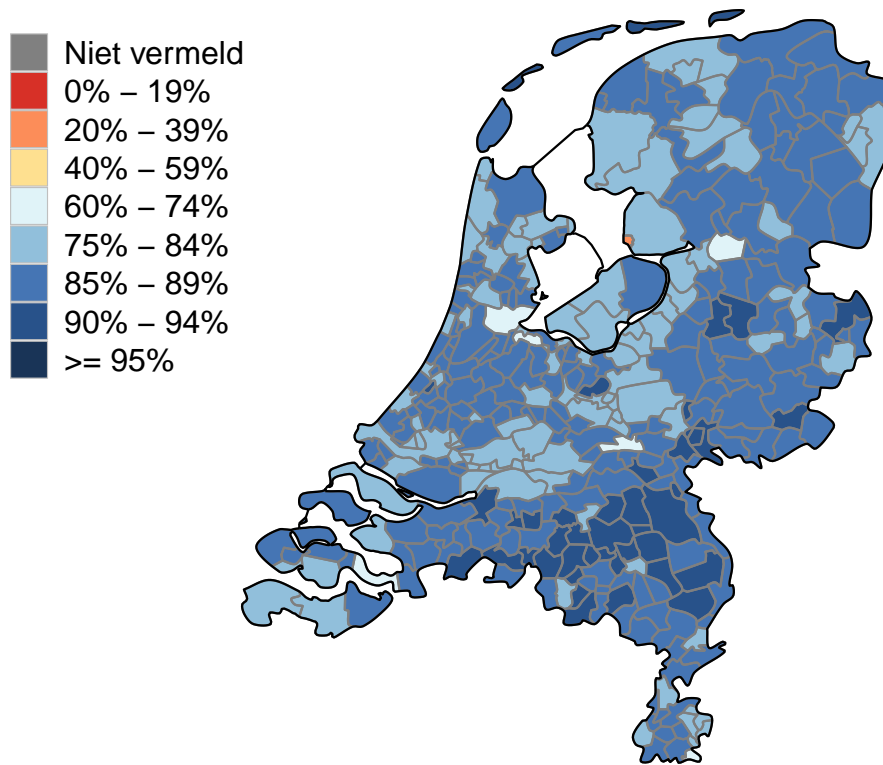 Niet vermeld
0% – 19%
20% – 39%
40% – 59%
60% – 74%
75% – 84%
85% – 89%
90% – 94%
>= 95%